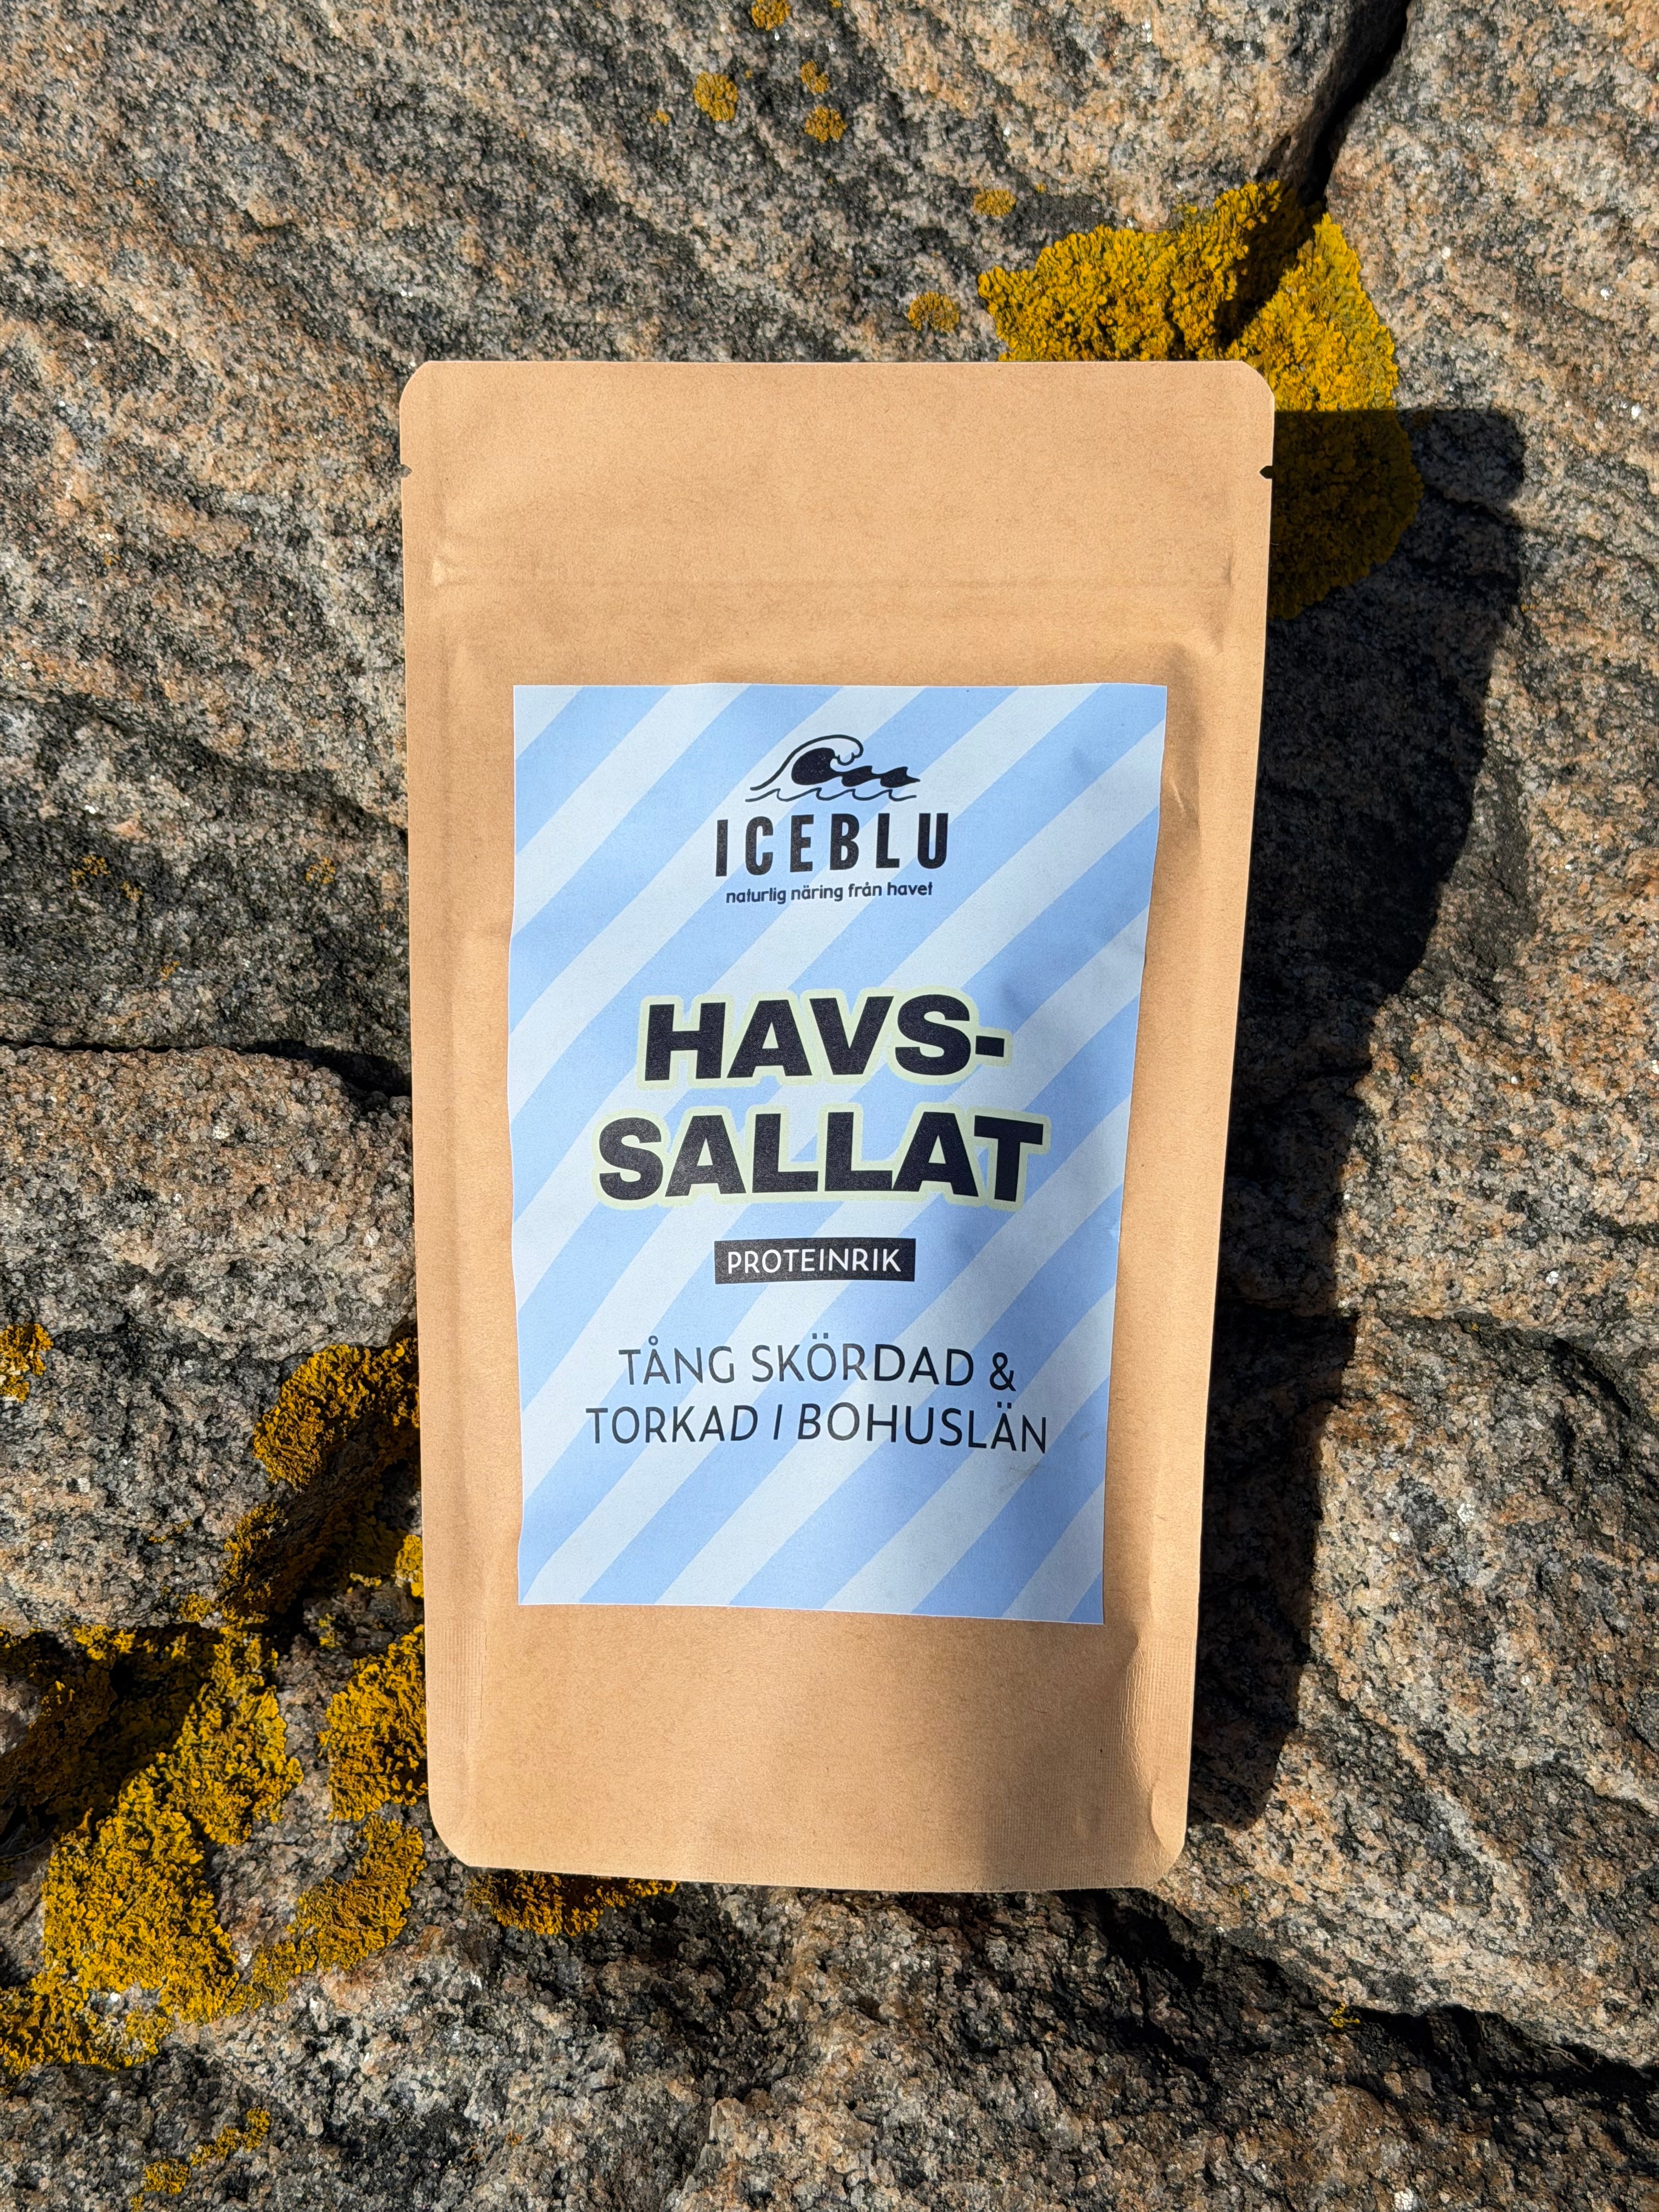 ICEBLU
naturlig näring från havet
HAVS-
SALLAT
PROTEINRIK
TÅNG SKÖRDAD &
TORKAD I BOHUSLÄN